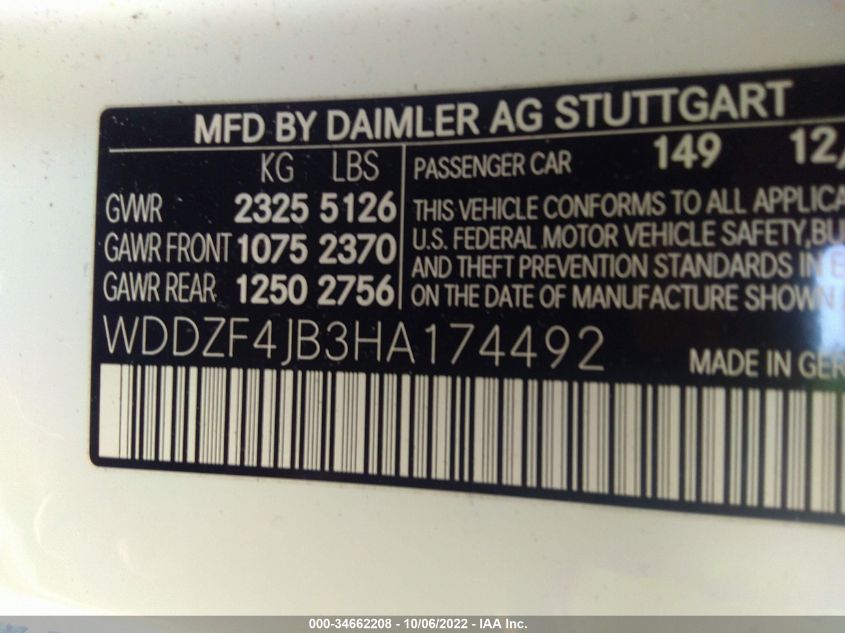 MFD BY DAIMLER AG STUTTGART
KG LBS
GVWR 2325 5126
GAWR FRONT 1075 2370
GAWR REAR 1250 2756
PASSENGER CAR 149 12/
THIS VEHICLE CONFORMS TO ALL APPLICA
U.S. FEDERAL MOTOR VEHICLE SAFETY, BU
AND THEFT PREVENTION STANDARDS IN E
ON THE DATE OF MANUFACTURE SHOWN
WDDZF4JB3HA174492
MADE IN GER
000-34662208 - 10/06/2022 - IAA Inc.